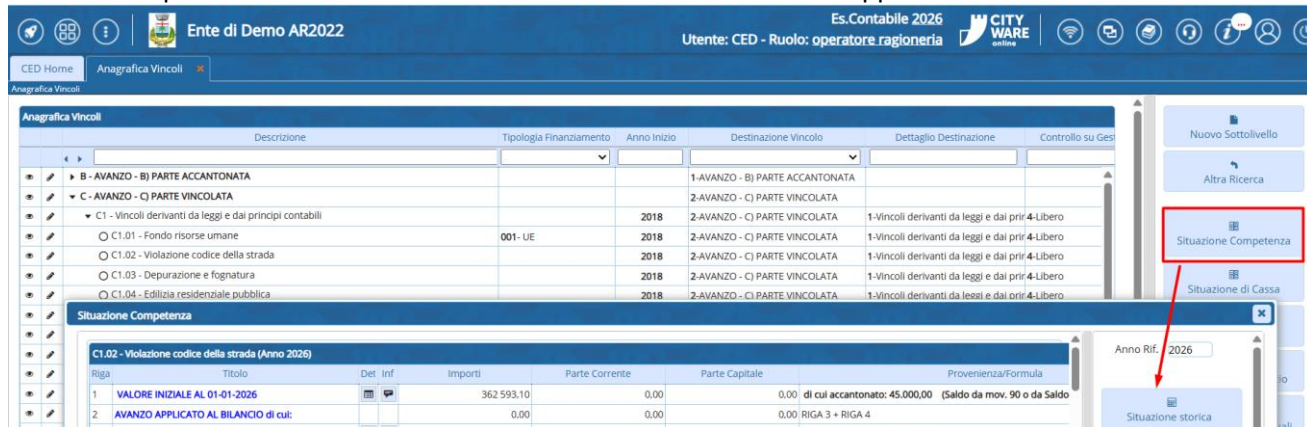 Ente di Demo AR2022
Es.Contabile 2026
Utente: CED - Ruolo: operatore ragioneria
CITY
WARE
online
CED Home
Anagrafica Vincoli
Anagrafica Vincoli
Anagrafica Vincoli
Descrizione Tipologia Finanziamento Anno Inizio Destinazione Vincolo Dettaglio Destinazione Controllo su Gest
B - AVANZO - B) PARTE ACCANTONATA 1-AVANZO - B) PARTE ACCANTONATA
C - AVANZO - C) PARTE VINCOLATA 2-AVANZO - C) PARTE VINCOLATA
C1 - Vincoli derivanti da leggi e dai principi contabili 2018 2-AVANZO - C) PARTE VINCOLATA 1-Vincoli derivanti da leggi e dai prir 4-Libero
C1.01 - Fondo risorse umane 001- UE 2018 2-AVANZO - C) PARTE VINCOLATA 1-Vincoli derivanti da leggi e dai prir 4-Libero
C1.02 - Violazione codice della strada 2018 2-AVANZO - C) PARTE VINCOLATA 1-Vincoli derivanti da leggi e dai prir 4-Libero
C1.03 - Depurazione e fognatura 2018 2-AVANZO - C) PARTE VINCOLATA 1-Vincoli derivanti da leggi e dai prir 4-Libero
C1.04 - Edilizia residenziale pubblica 2018 2-AVANZO - C) PARTE VINCOLATA 1-Vincoli derivanti da leggi e dai prir 4-Libero
Nuovo Sottolivello
Altra Ricerca
Situazione Competenza
Situazione di Cassa
Situazione Competenza
C1.02 - Violazione codice della strada (Anno 2026)
Riga Titolo Det Inf Importi Parte Corrente Parte Capitale Provenienza/Formula
1 VALORE INIZIALE AL 01-01-2026 362 593,10 0,00 0,00 di cui accantonato: 45.000,00 (Saldo da mov. 90 o da Saldo
2 AVANZO APPLICATO AL BILANCIO di cui: 0,00 0,00 0,00 RIGA 3 + RIGA 4
Anno Rif. 2026
Situazione storica